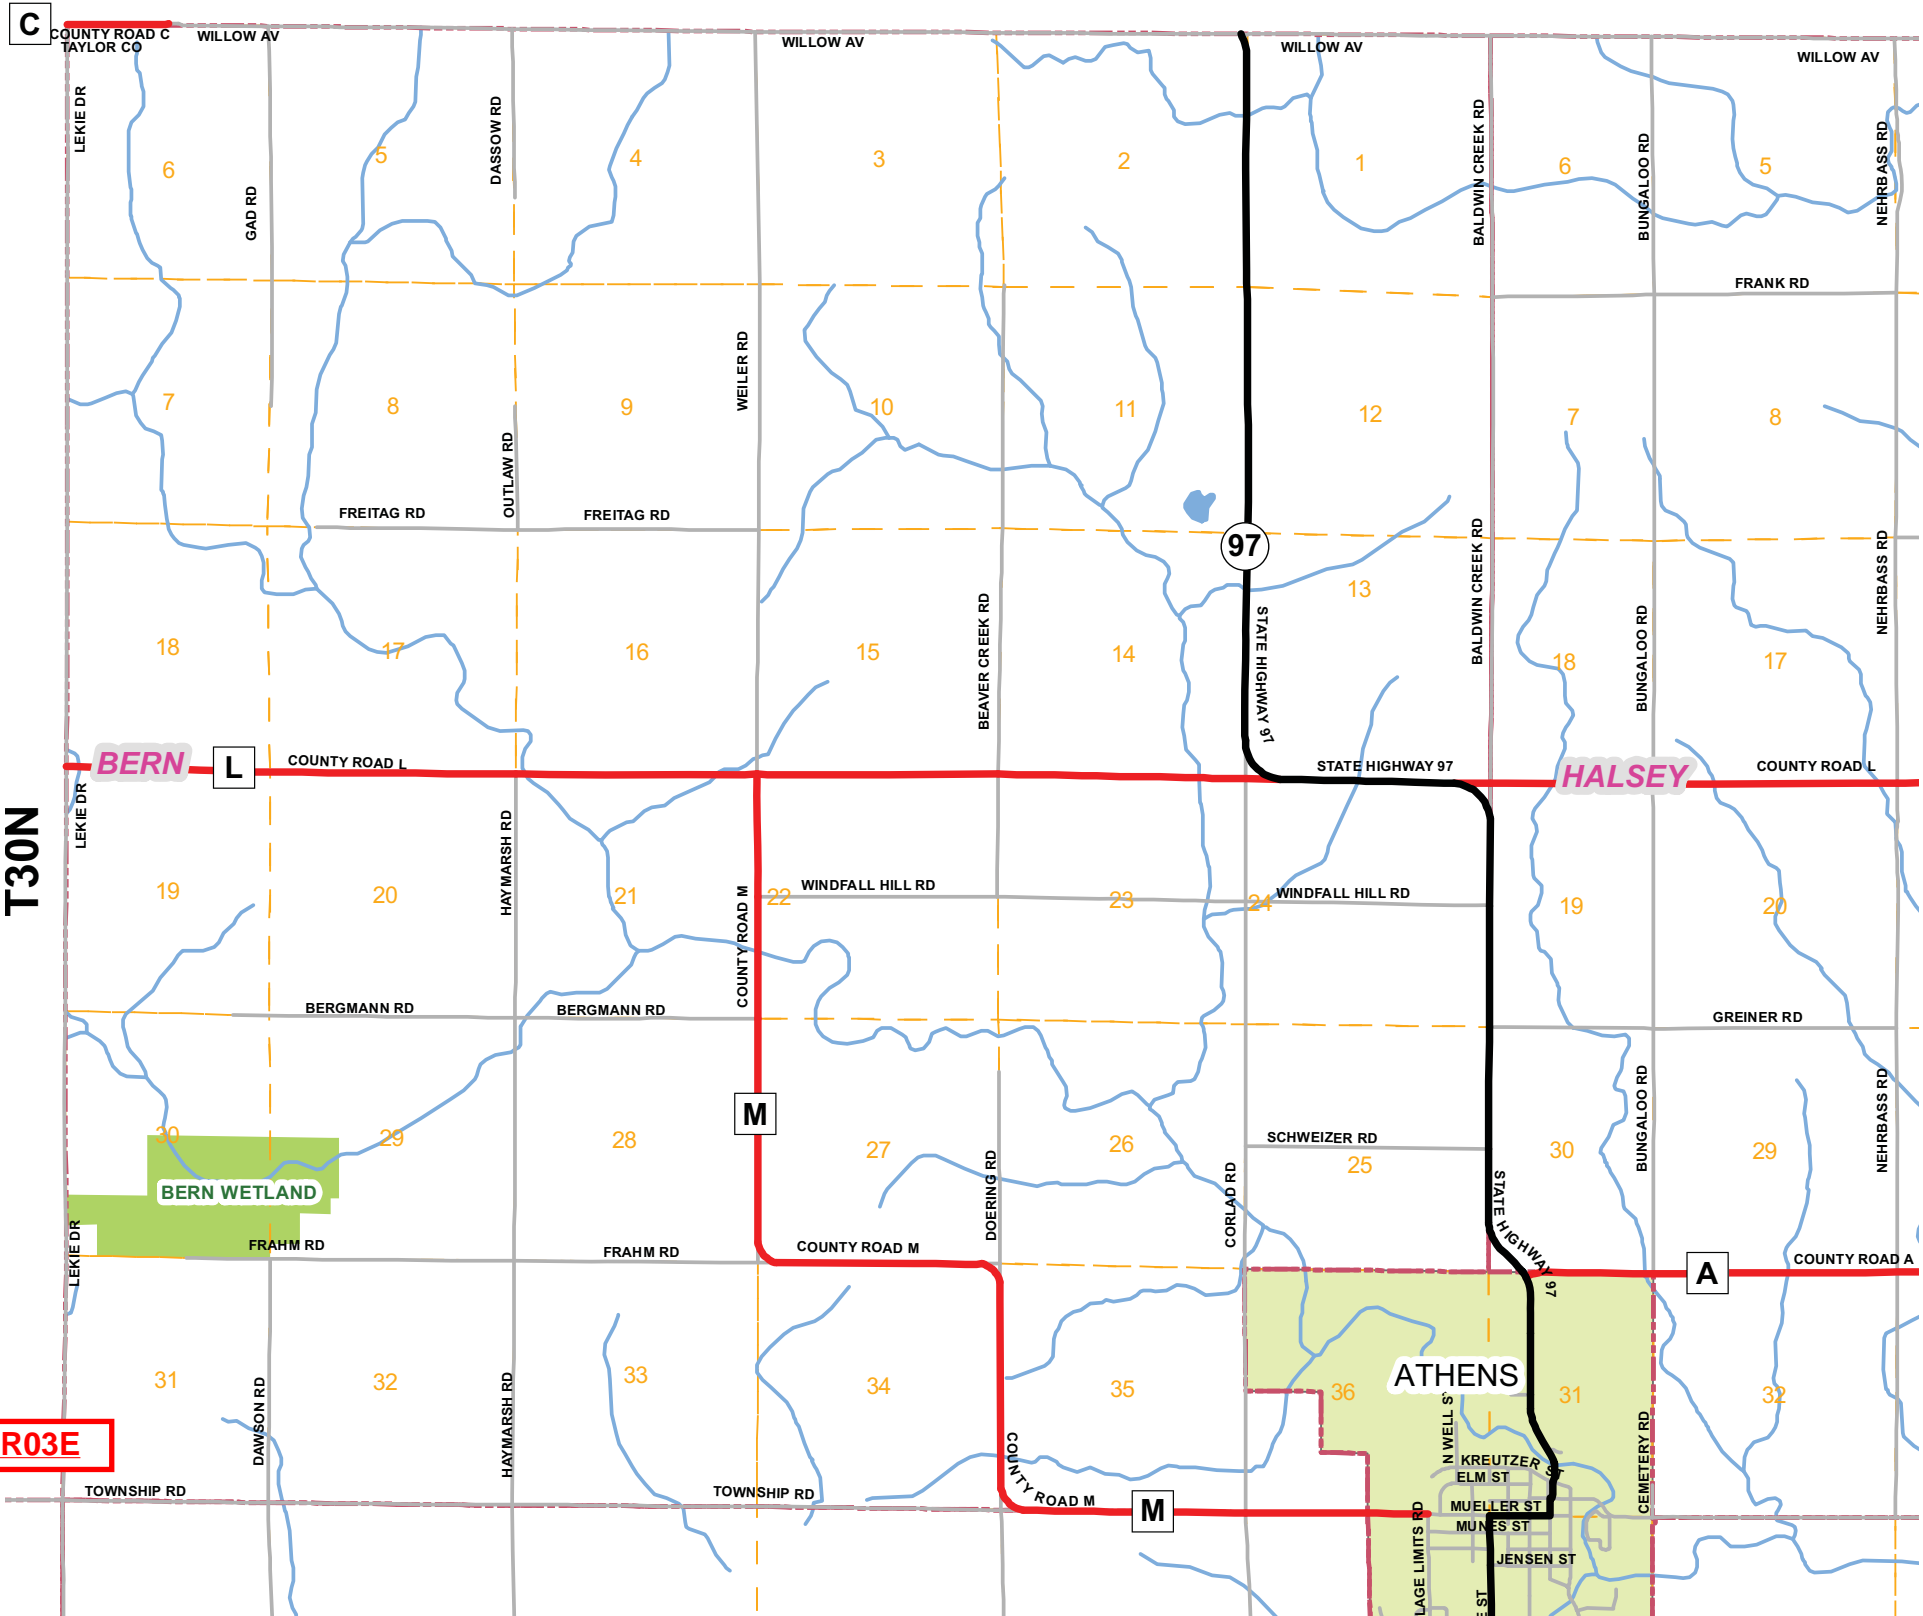 C
COUNTY ROAD C
TAYLOR CO
WILLOW AV
WILLOW AV
WILLOW AV
WILLOW AV
LEKIE DR
GAD RD
DASSOW RD
BALDWIN CREEK RD
BUNGALOO RD
NEHRBASS RD
6
5
4
3
2
1
6
5
FRANK RD
WEILER RD
7
8
9
10
11
12
7
8
OUTLAW RD
FREITAG RD
FREITAG RD
97
BALDWIN CREEK RD
NEHRBASS RD
BEAVER CREEK RD
STATE HIGHWAY 97
BUNGALOO RD
13
18
17
16
15
14
18
17
BERN
L
COUNTY ROAD L
STATE HIGHWAY 97
HALSEY
COUNTY ROAD L
T30N
LEKIE DR
HAYMARSH RD
COUNTY ROAD M
WINDFALL HILL RD
WINDFALL HILL RD
19
20
21
22
23
24
19
20
BERGMANN RD
BERGMANN RD
GREINER RD
M
BUNGALOO RD
NEHRBASS RD
SCHWEIZER RD
30
29
28
27
26
25
30
29
BERN WETLAND
DOERING RD
CORLAD RD
STATE HIGHWAY 97
LEKIE DR
FRAHM RD
FRAHM RD
COUNTY ROAD M
A
COUNTY ROAD A
31
32
33
34
35
36
ATHENS
31
32
R03E
DAWSON RD
HAYMARSH RD
COUNTY ROAD M
N WELL S
KREUTZER ST
ELM ST
CEMETERY RD
TOWNSHIP RD
TOWNSHIP RD
M
MUELLER ST
MUNES ST
JENSEN ST
LAGE LIMITS RD
E ST